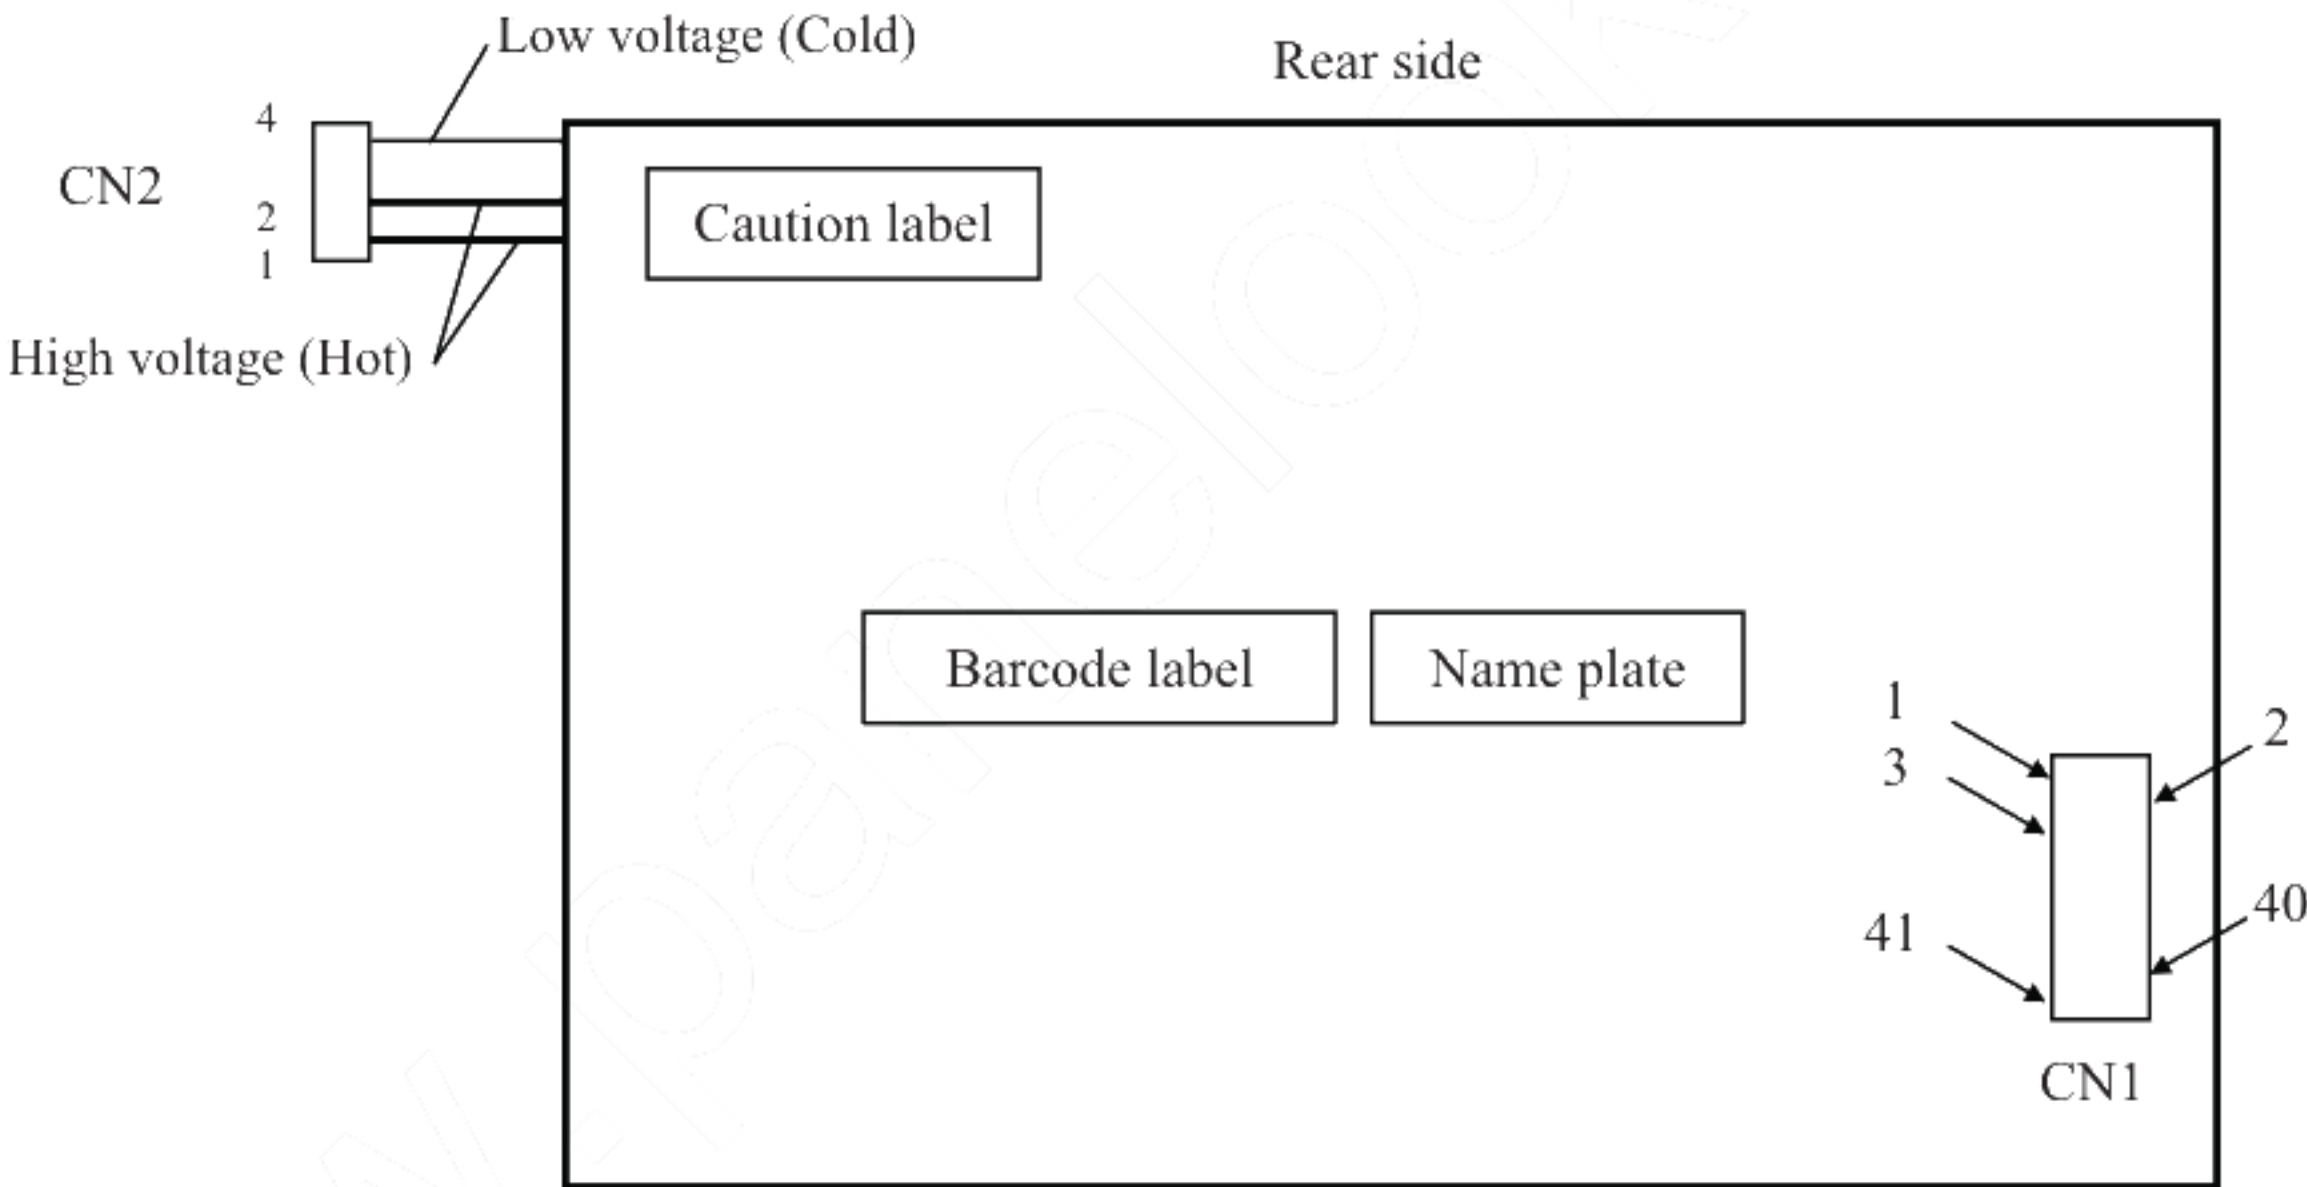 Low voltage (Cold)
Rear side
4
CN2
2
1
Caution label
High voltage (Hot)
Barcode label
Name plate
1
2
3
40
41
CN1
panelook